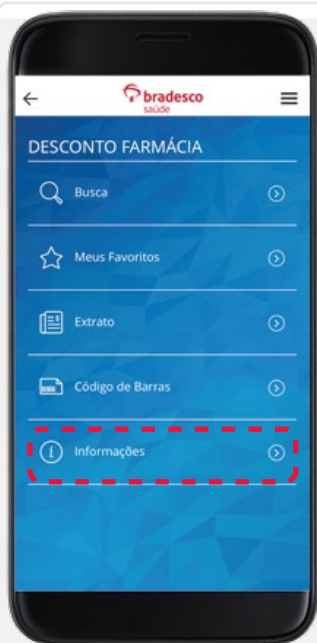 bradesco
saúde
DESCONTO FARMÁCIA
Busca
Meus Favoritos
Extrato
Código de Barras
Informações